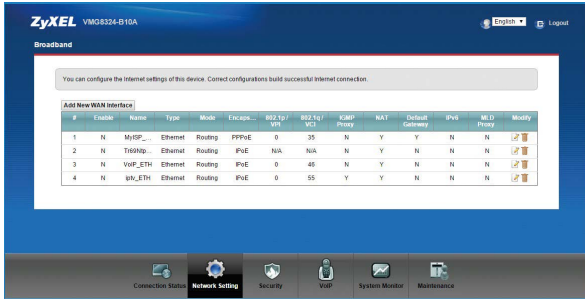 ZyXEL VMG8324-B10A
English
Logout
Broadband
You can configure the Internet settings of this device. Correct configurations build successful Internet connection.
Add New WAN Interface
# Enable Name Type Mode Encaps... 802.1p / VPI 802.1q / VCI IGMP Proxy NAT Default Gateway IPv6 MLD Proxy Modify
1 N MyISP_... Ethernet Routing PPPoE 0 35 N Y Y N N
2 N Tr69Ntp... Ethernet Routing IPoE N/A N/A N Y N N N
3 N VoIP_ETH Ethernet Routing IPoE 0 46 N Y N N N
4 N iptv_ETH Ethernet Routing IPoE 0 55 Y Y N N N
Connection Status Network Setting Security VoIP System Monitor Maintenance